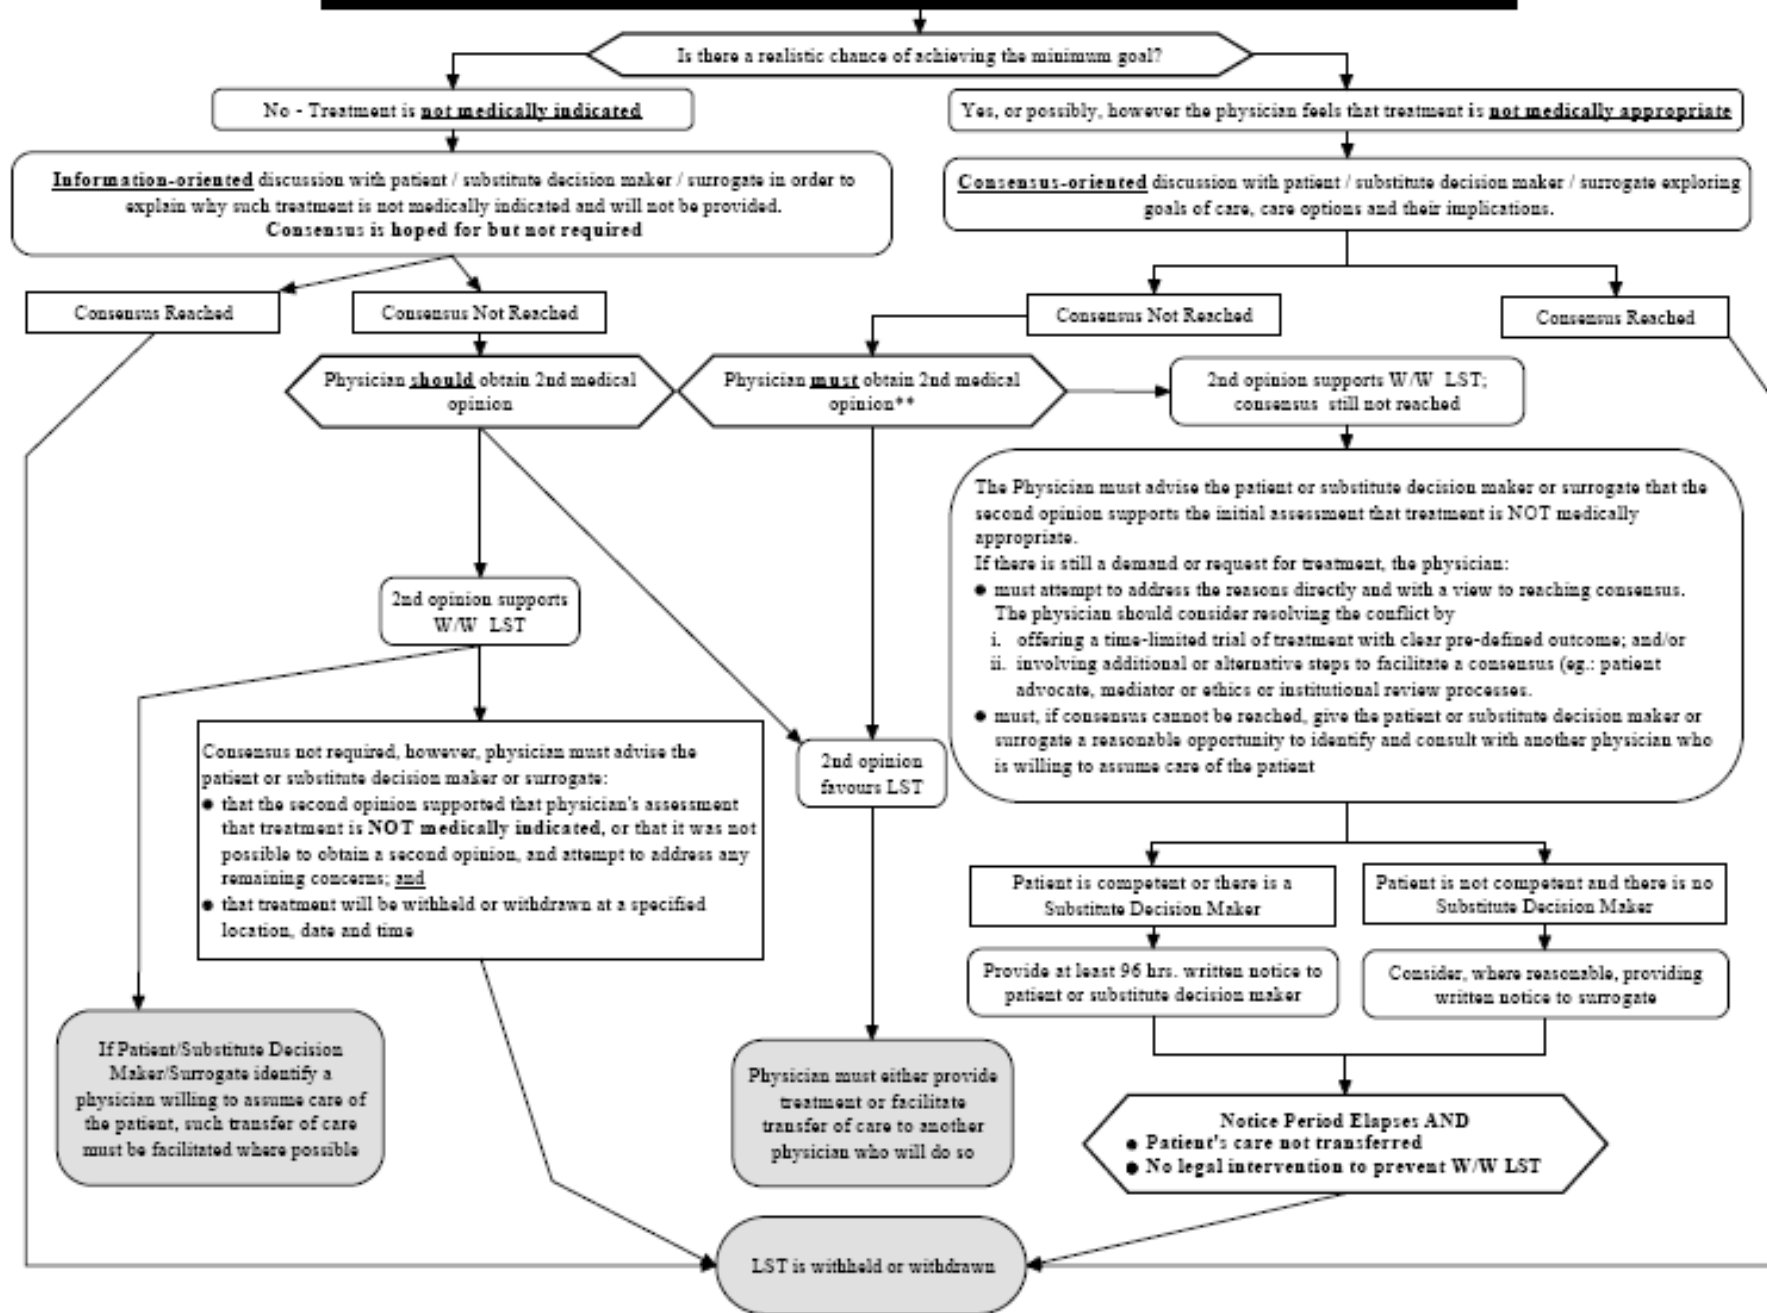 Is there a realistic chance of achieving the minimum goal?
No - Treatment is not medically indicated
Yes, or possibly, however the physician feels that treatment is not medically appropriate
Information-oriented discussion with patient / substitute decision maker / surrogate in order to
explain why such treatment is not medically indicated and will not be provided.
Consensus is hoped for but not required
Consensus-oriented discussion with patient / substitute decision maker / surrogate exploring
goals of care, care options and their implications.
Consensus Reached
Consensus Not Reached
Consensus Not Reached
Consensus Reached
Physician should obtain 2nd medical
opinion
Physician must obtain 2nd medical
opinion**
2nd opinion supports W/W LST;
consensus still not reached
The Physician must advise the patient or substitute decision maker or surrogate that the
second opinion supports the initial assessment that treatment is NOT medically
appropriate.
If there is still a demand or request for treatment, the physician:
● must attempt to address the reasons directly and with a view to reaching consensus.
The physician should consider resolving the conflict by
i. offering a time-limited trial of treatment with clear pre-defined outcome; and/or
ii. involving additional or alternative steps to facilitate a consensus (eg.: patient
advocate, mediator or ethics or institutional review processes.
● must, if consensus cannot be reached, give the patient or substitute decision maker or
surrogate a reasonable opportunity to identify and consult with another physician who
is willing to assume care of the patient
2nd opinion supports
W/W LST
Consensus not required, however, physician must advise the
patient or substitute decision maker or surrogate:
● that the second opinion supported that physician's assessment
that treatment is NOT medically indicated, or that it was not
possible to obtain a second opinion, and attempt to address any
remaining concerns; and
● that treatment will be withheld or withdrawn at a specified
location, date and time
2nd opinion
favours LST
Patient is competent or there is a
Substitute Decision Maker
Patient is not competent and there is no
Substitute Decision Maker
Provide at least 96 hrs. written notice to
patient or substitute decision maker
Consider, where reasonable, providing
written notice to surrogate
If Patient/Substitute Decision
Maker/Surrogate identify a
physician willing to assume care of
the patient, such transfer of care
must be facilitated where possible
Physician must either provide
treatment or facilitate
transfer of care to another
physician who will do so
Notice Period Elapses AND
● Patient's care not transferred
● No legal intervention to prevent W/W LST
LST is withheld or withdrawn